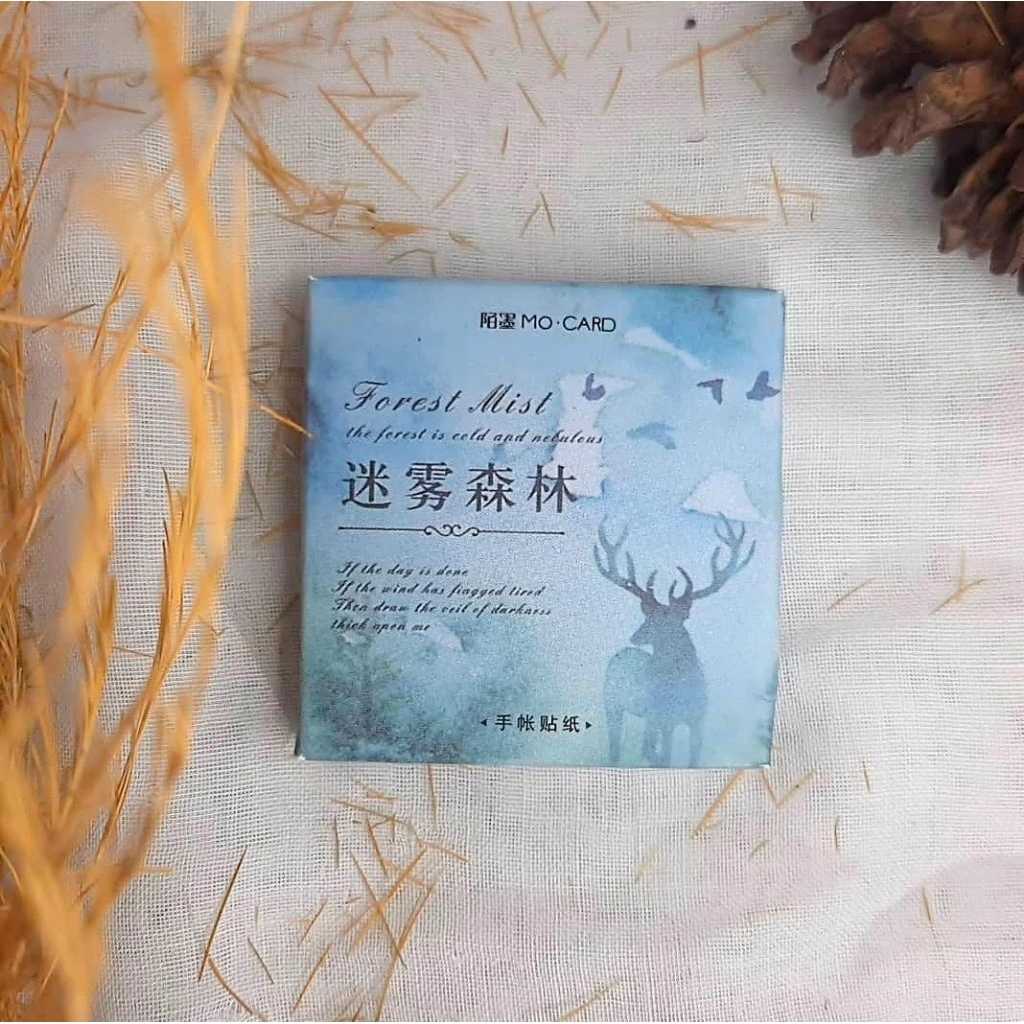 陌墨 MO·CARD
Forest Mist
the forest is cold and nebulous
迷雾森林
If the day is done
If the wind has flagged tired
Then draw the veil of darkness
thick apon me
手帐贴纸